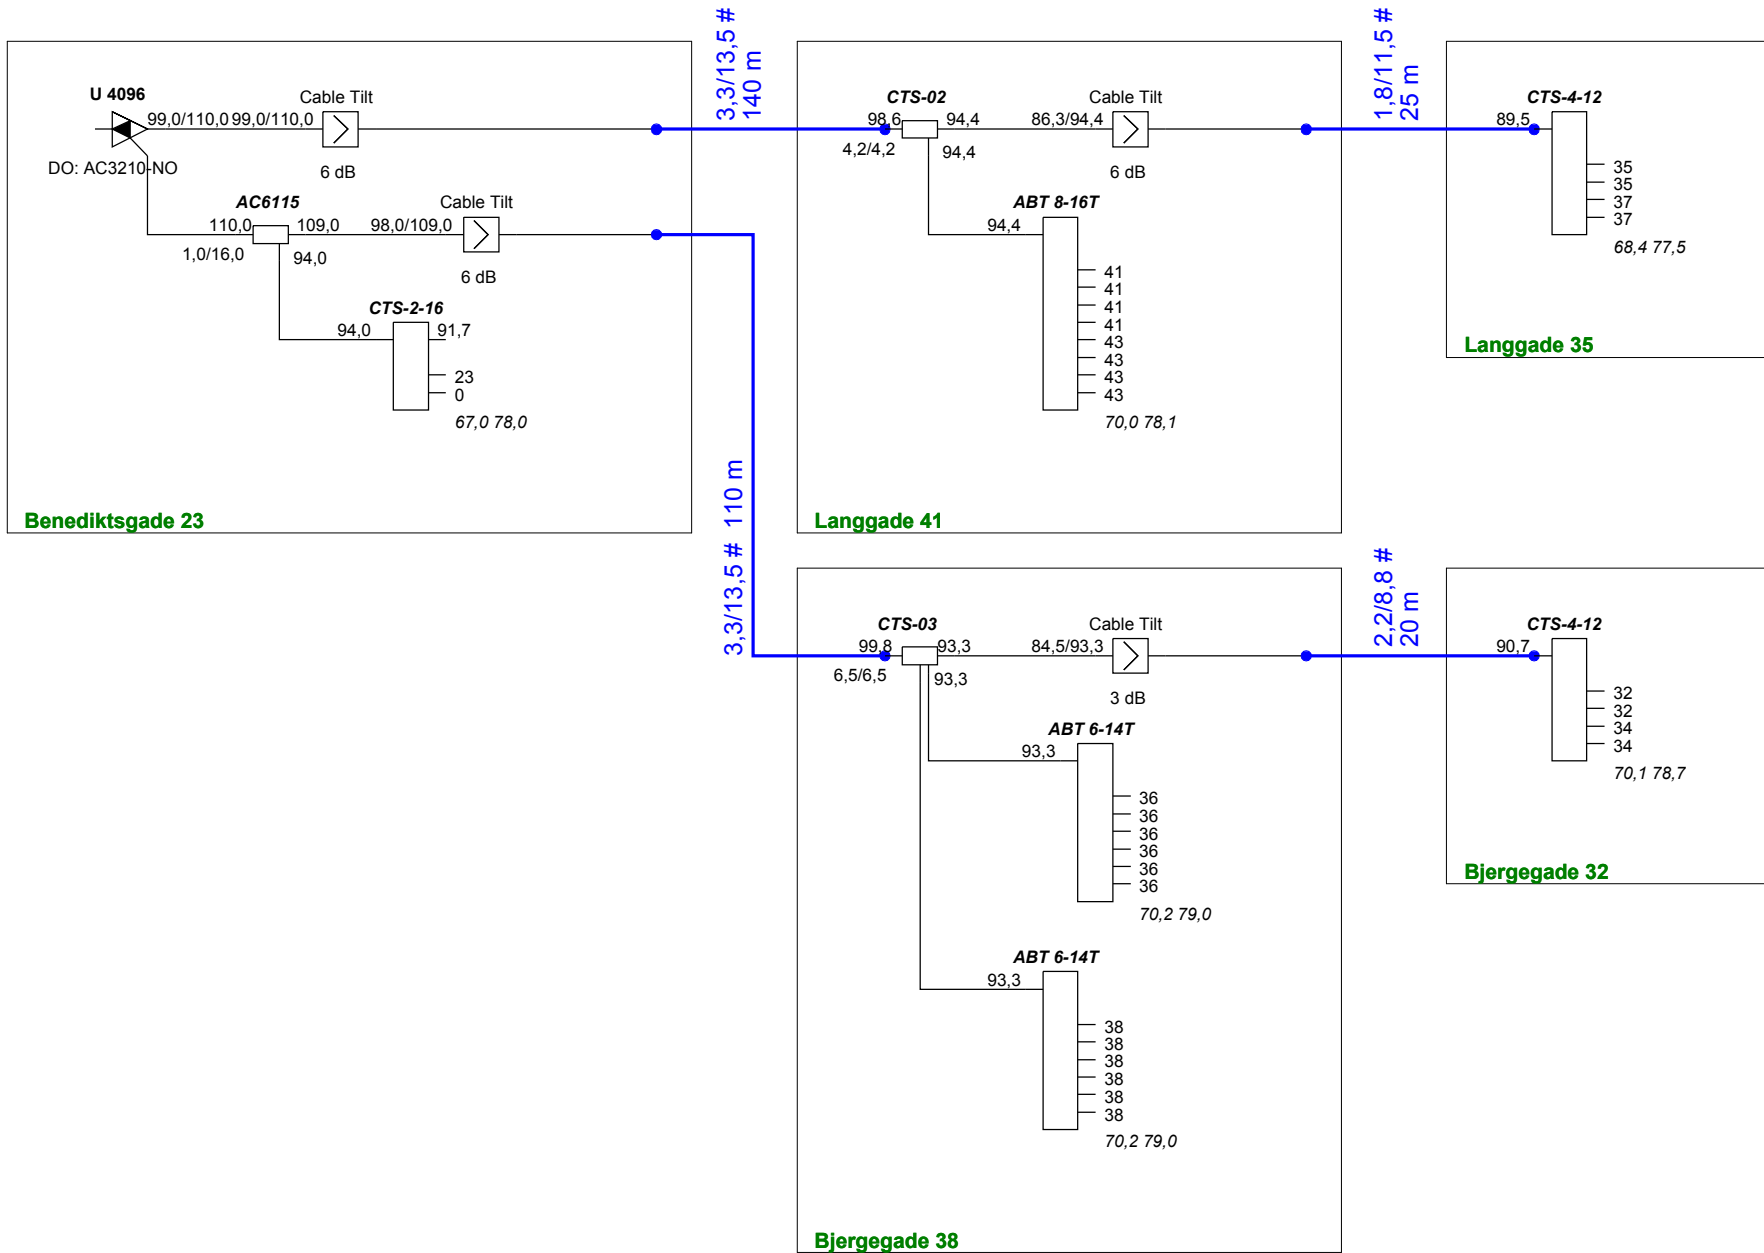 U 4096
99,0/110,0 99,0/110,0
Cable Tilt
6 dB
DO: AC3210-NO
AC6115
110,0
109,0
1,0/16,0
94,0
98,0/109,0
Cable Tilt
6 dB
CTS-2-16
94,0
91,7
23
0
67,0 78,0
Benediktsgade 23
3,3/13,5 #
140 m
CTS-02
98,6
94,4
4,2/4,2
94,4
86,3/94,4
Cable Tilt
6 dB
ABT 8-16T
94,4
41
41
41
41
43
43
43
43
70,0 78,1
Langgade 41
1,8/11,5 #
25 m
CTS-4-12
89,5
35
35
37
37
68,4 77,5
Langgade 35
3,3/13,5 # 110 m
CTS-03
99,8
93,3
6,5/6,5
93,3
84,5/93,3
Cable Tilt
3 dB
ABT 6-14T
93,3
36
36
36
36
36
36
70,2 79,0
ABT 6-14T
93,3
38
38
38
38
38
38
70,2 79,0
Bjergegade 38
2,2/8,8 #
20 m
CTS-4-12
90,7
32
32
34
34
70,1 78,7
Bjergegade 32